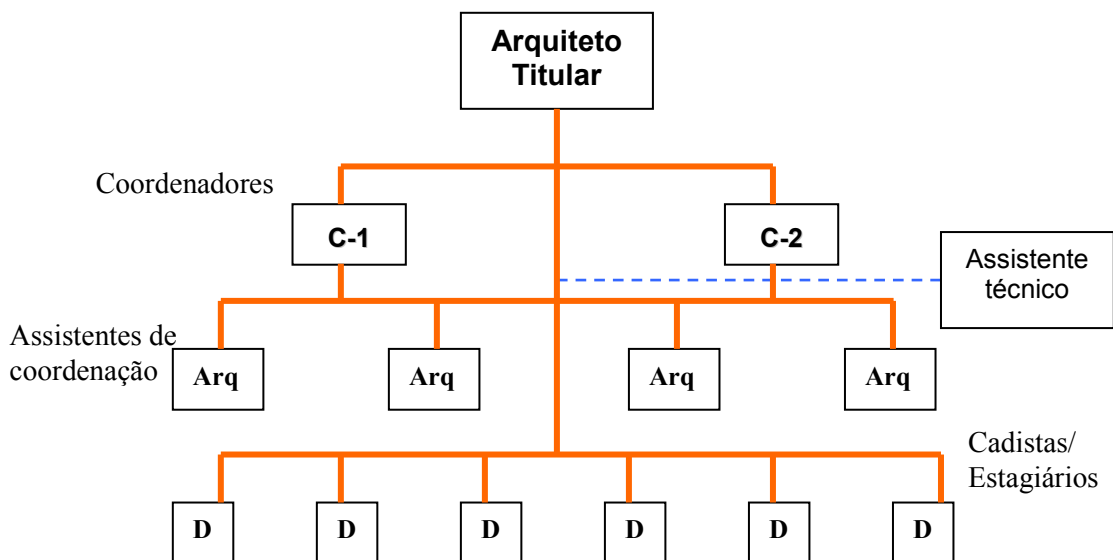 Arquiteto
Titular
Coordenadores
C-1
C-2
Assistente
técnico
Assistentes de
coordenação
Arq
Arq
Arq
Arq
Cadistas/
Estagiários
D
D
D
D
D
D